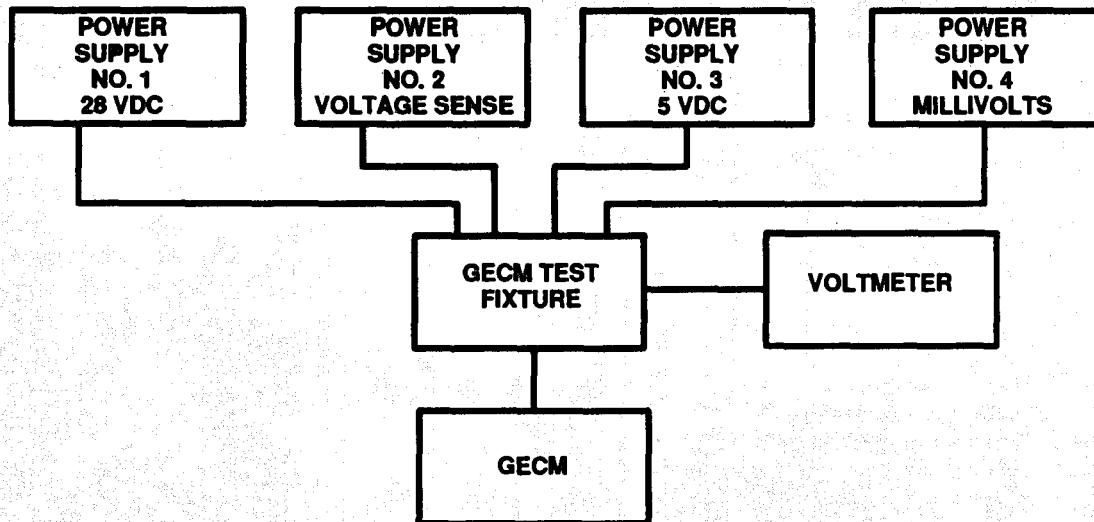 POWER
SUPPLY
NO. 1
28 VDC
POWER
SUPPLY
NO. 2
VOLTAGE SENSE
POWER
SUPPLY
NO. 3
5 VDC
POWER
SUPPLY
NO. 4
MILLIVOLTS
GECM TEST
FIXTURE
VOLTMETER
GECM